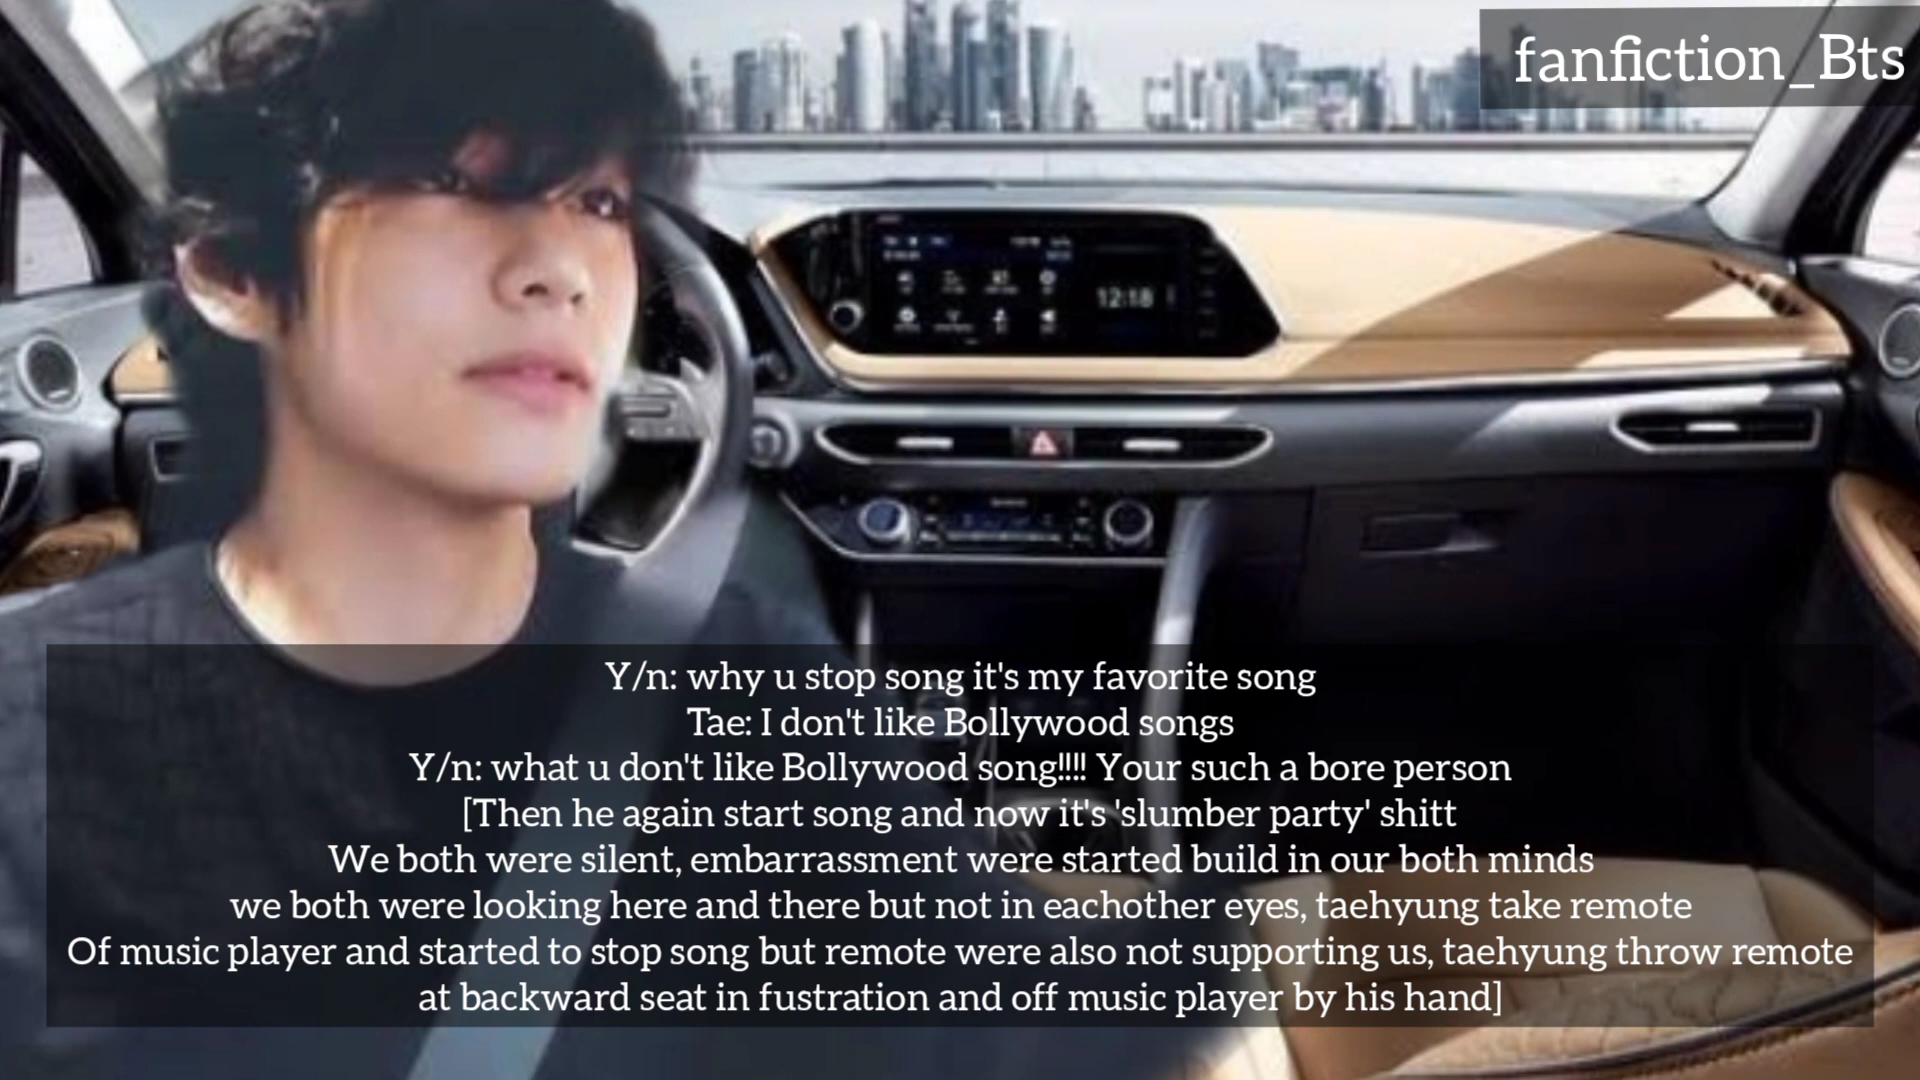 fanfiction_Bts
12:18
Y/n: why u stop song it's my favorite song
Tae: I don't like Bollywood songs
Y/n: what u don't like Bollywood song!!!! Your such a bore person
[Then he again start song and now it's 'slumber party' shitt
We both were silent, embarrassment were started build in our both minds
we both were looking here and there but not in eachother eyes, taehyung take remote
Of music player and started to stop song but remote were also not supporting us, taehyung throw remote
at backward seat in fustration and off music player by his hand]